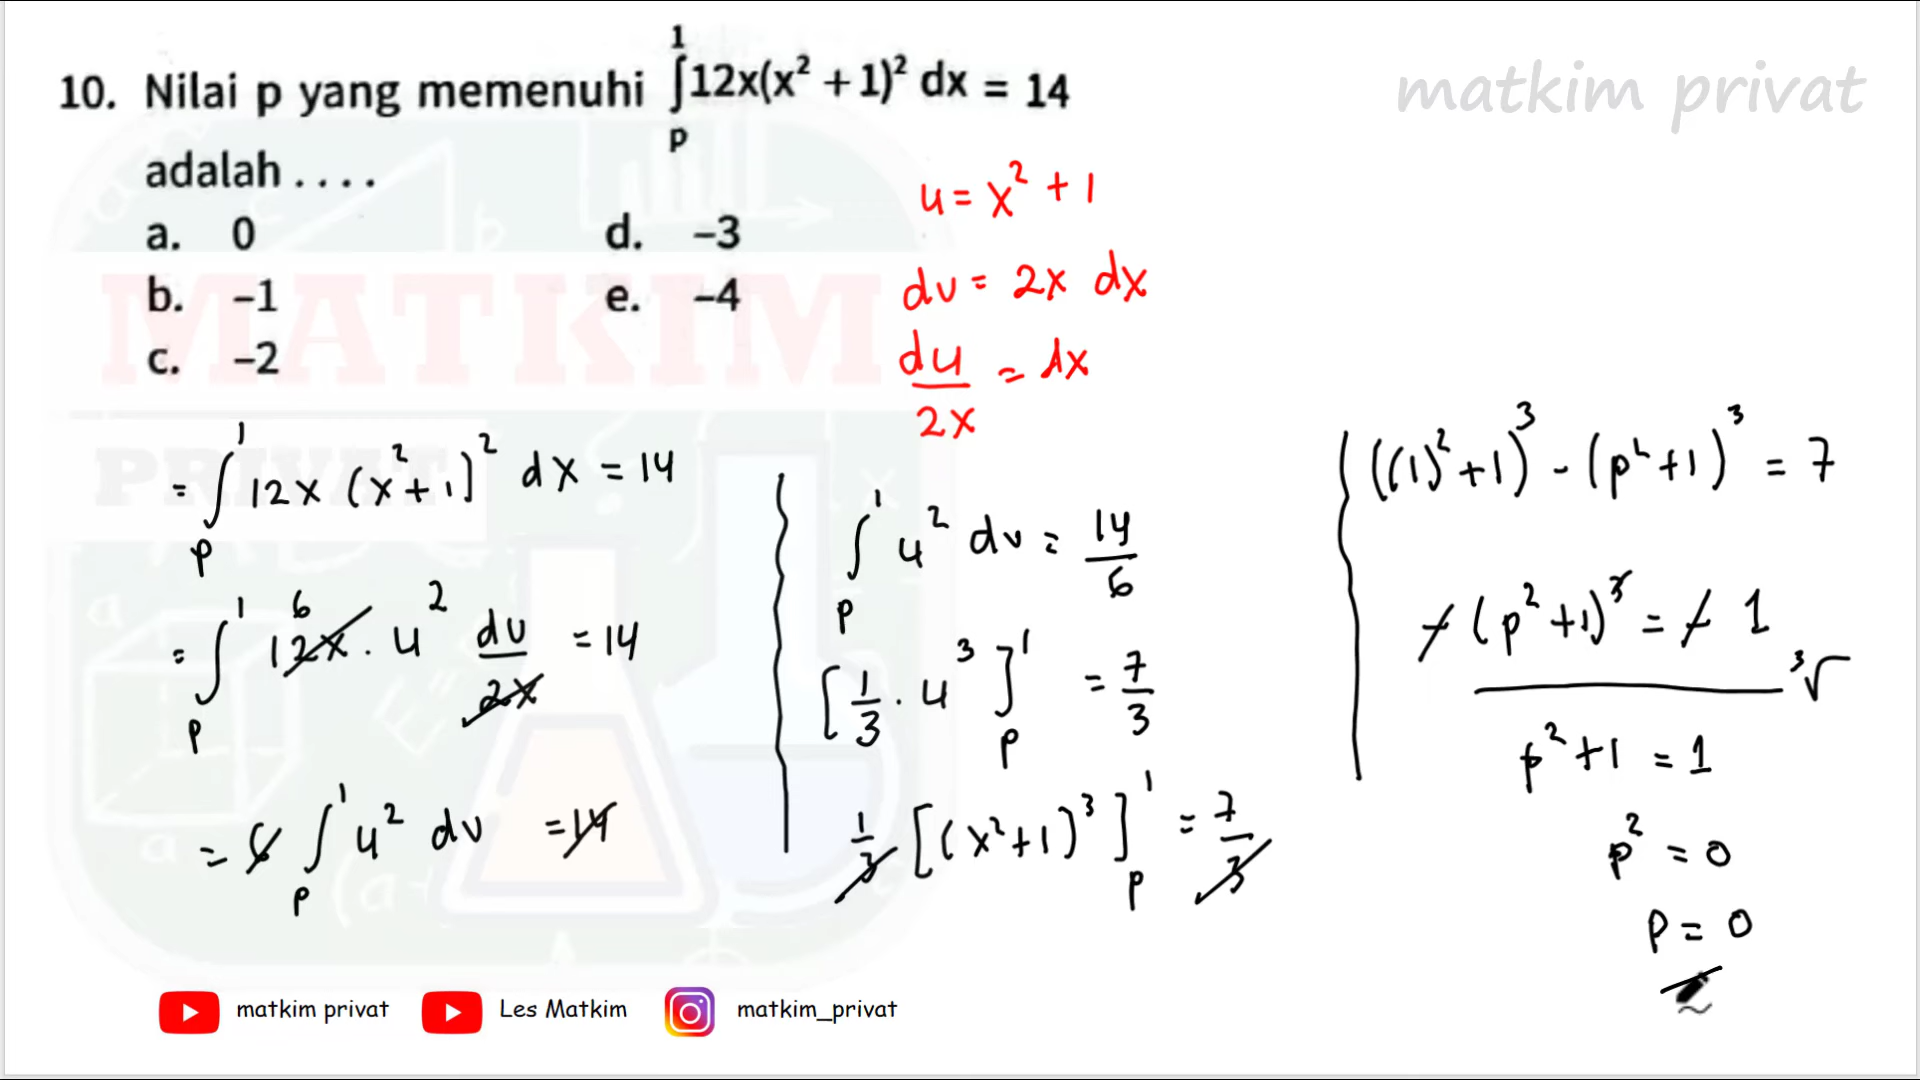 10. Nilai p yang memenuhi ∫ₚ¹ 12x(x² + 1)² dx = 14
adalah . . . .
a. 0
b. –1
c. –2
d. –3
e. –4
matkim privat
u = x² + 1
du = 2x dx
du/2x = dx
MATKIM
PRIVAT
= ∫ₚ¹ 12x (x² + 1)² dx = 14
= ∫ₚ¹ 12x . u² du/2x = 14
6
= 6 ∫ₚ¹ u² du = 14
∫ₚ¹ u² du = 14/6
[1/3 . u³]ₚ¹ = 7/3
1/3 [(x² + 1)³]ₚ¹ = 7/3
((1)² + 1)³ - (p² + 1)³ = 7
- (p² + 1)³ = - 1
³√
p² + 1 = 1
p² = 0
p = 0
matkim privat
Les Matkim
matkim_privat